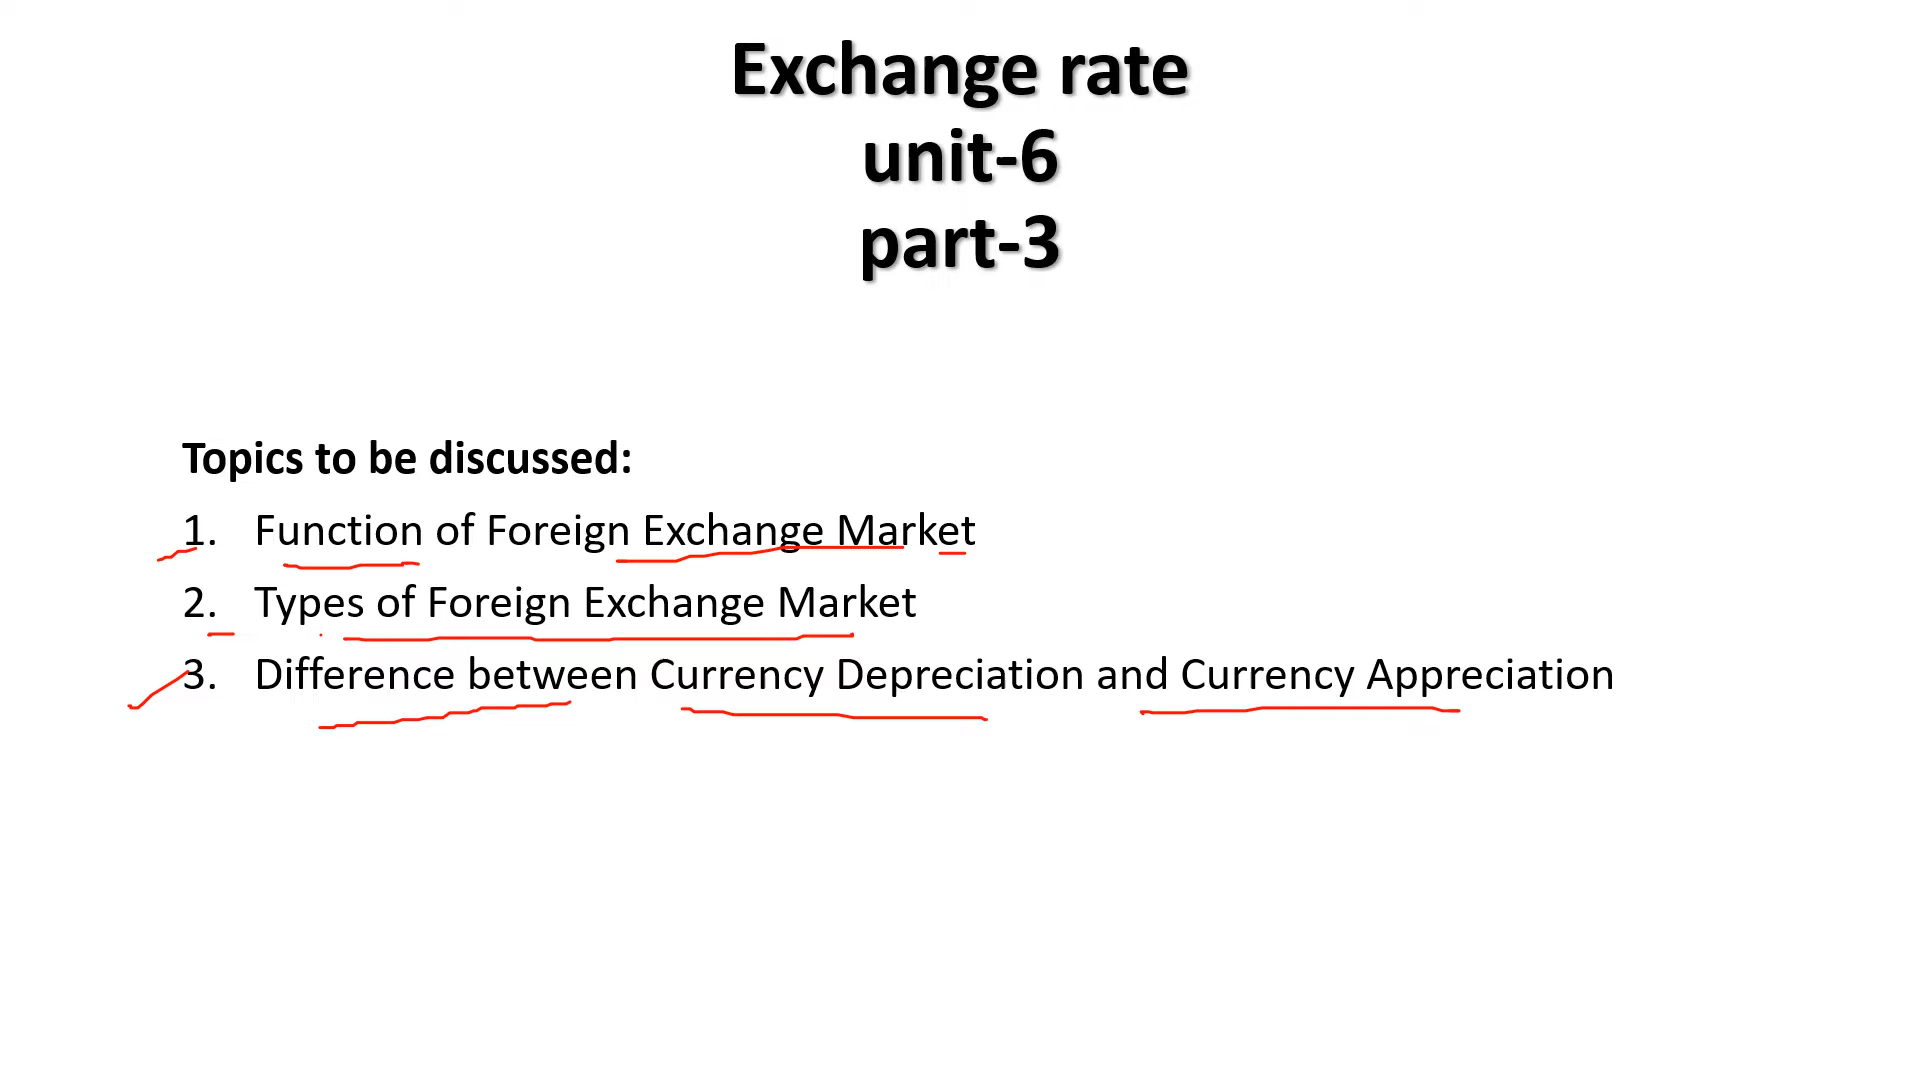 Exchange rate
unit-6
part-3
Topics to be discussed:
1. Function of Foreign Exchange Market
2. Types of Foreign Exchange Market
3. Difference between Currency Depreciation and Currency Appreciation